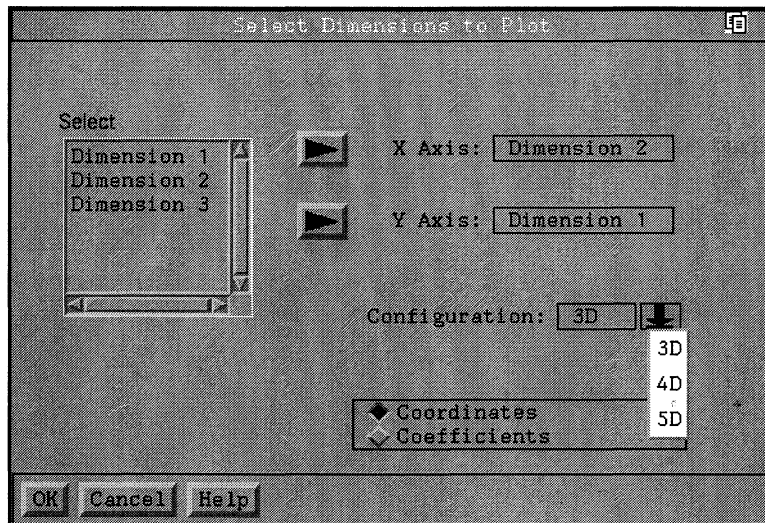 Select Dimensions to Plot
Select
Dimension 1
Dimension 2
Dimension 3
X Axis: Dimension 2
Y Axis: Dimension 1
Configuration: 3D
3D
4D
5D
Coordinates
Coefficients
OK Cancel Help